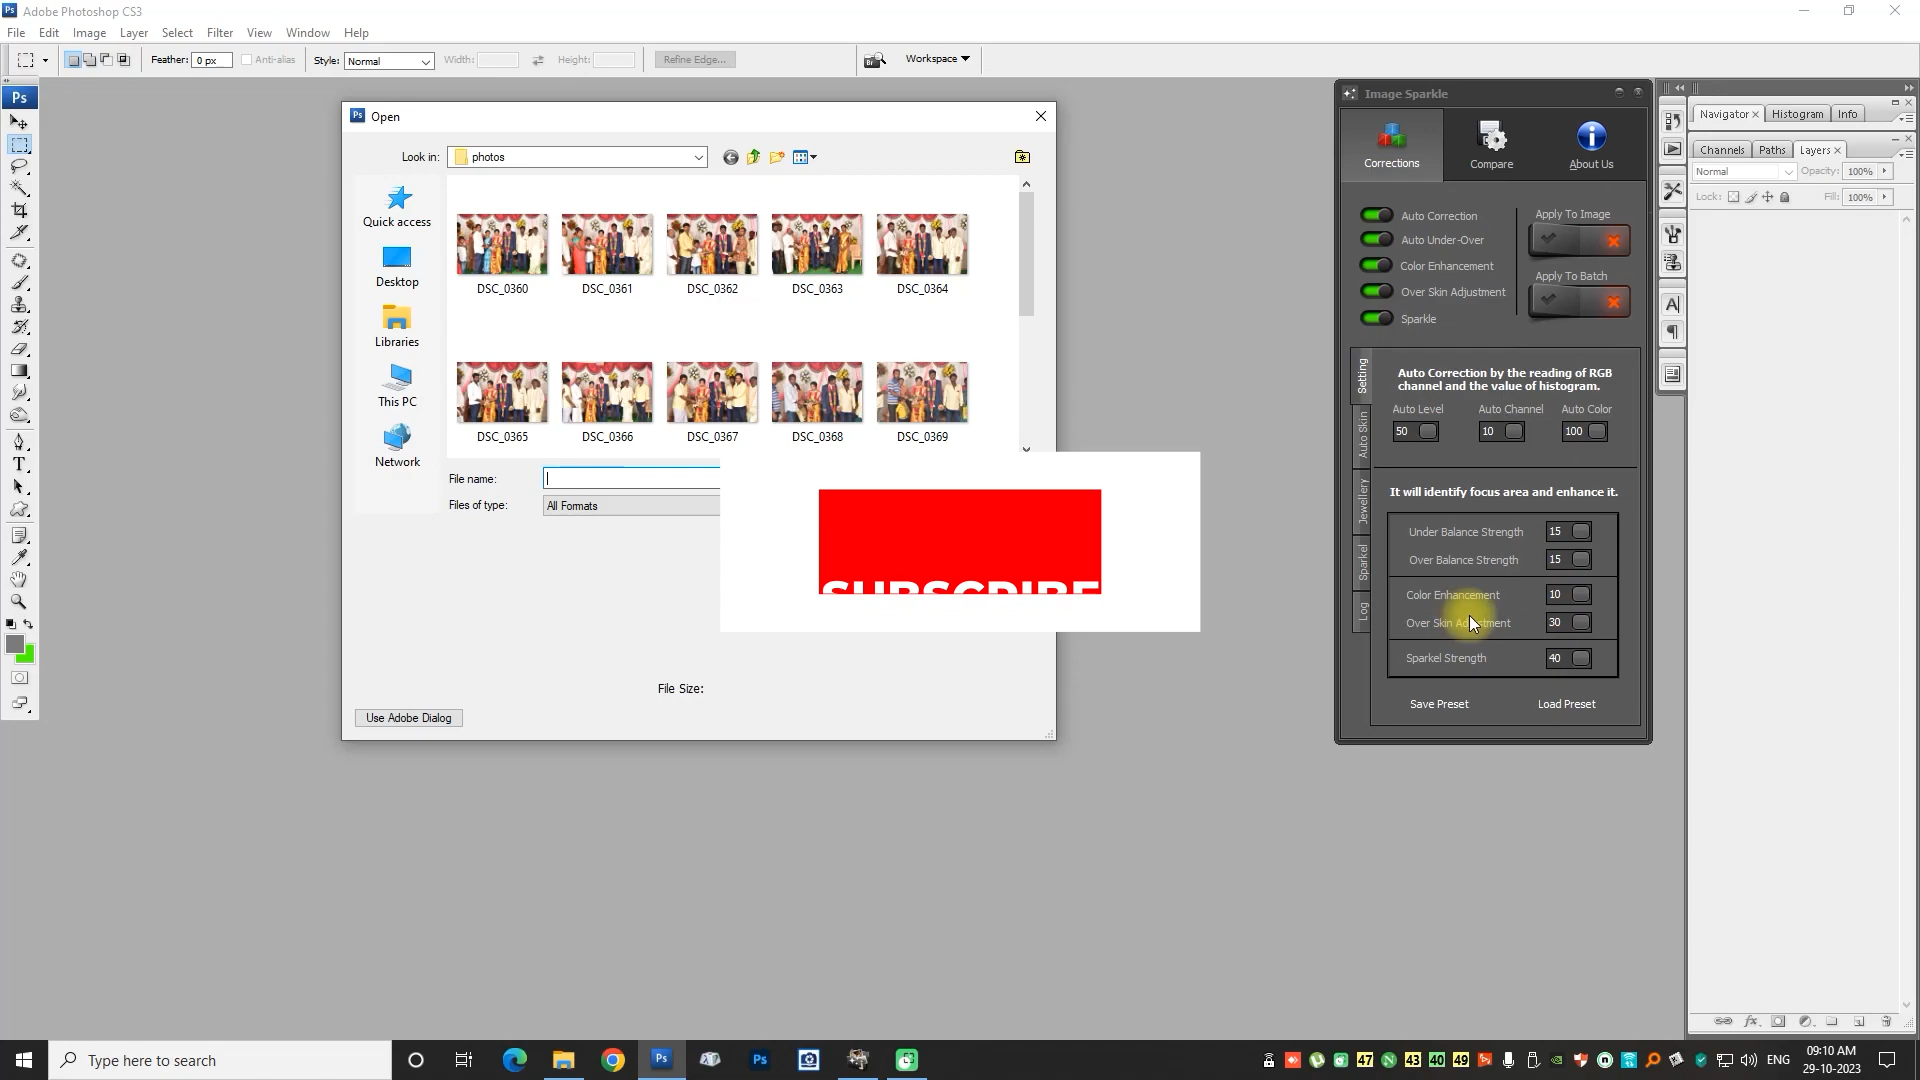 Adobe Photoshop CS3
File Edit Image Layer Select Filter View Window Help
Feather: 0 px Anti-alias Style: Normal Width: Height: Refine Edge... Workspace
Ps
Open
Look in: photos
Quick access
Desktop
Libraries
This PC
Network
DSC_0360 DSC_0361 DSC_0362 DSC_0363 DSC_0364
DSC_0365 DSC_0366 DSC_0367 DSC_0368 DSC_0369
File name:
Files of type: All Formats
SUBSCRIBE
File Size:
Use Adobe Dialog
Image Sparkle
Corrections Compare About Us
Auto Correction
Auto Under-Over
Color Enhancement
Over Skin Adjustment
Sparkle
Apply To Image
Apply To Batch
Setting
Auto Skin
Jewellery
Sparkel
Log
Auto Correction by the reading of RGB
channel and the value of histogram.
Auto Level Auto Channel Auto Color
50 10 100
It will identify focus area and enhance it.
Under Balance Strength 15
Over Balance Strength 15
Color Enhancement 10
Over Skin Adjustment 30
Sparkel Strength 40
Save Preset Load Preset
Navigator Histogram Info
Channels Paths Layers
Normal Opacity: 100%
Lock: Fill: 100%
Type here to search
47 43 40 49
ENG
09:10 AM
29-10-2023